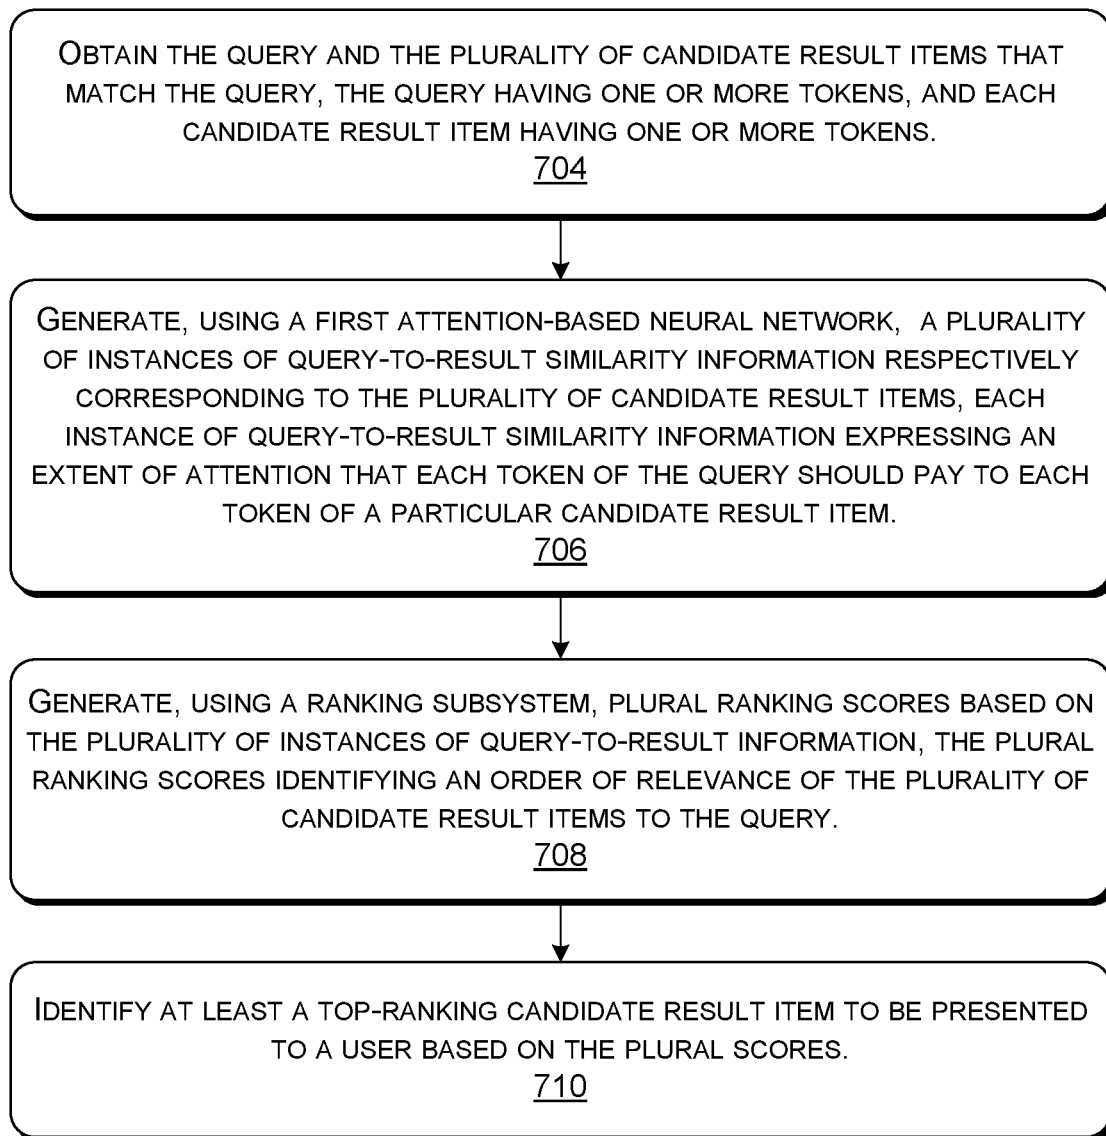 OBTAIN THE QUERY AND THE PLURALITY OF CANDIDATE RESULT ITEMS THAT
MATCH THE QUERY, THE QUERY HAVING ONE OR MORE TOKENS, AND EACH
CANDIDATE RESULT ITEM HAVING ONE OR MORE TOKENS.
704
GENERATE, USING A FIRST ATTENTION-BASED NEURAL NETWORK, A PLURALITY
OF INSTANCES OF QUERY-TO-RESULT SIMILARITY INFORMATION RESPECTIVELY
CORRESPONDING TO THE PLURALITY OF CANDIDATE RESULT ITEMS, EACH
INSTANCE OF QUERY-TO-RESULT SIMILARITY INFORMATION EXPRESSING AN
EXTENT OF ATTENTION THAT EACH TOKEN OF THE QUERY SHOULD PAY TO EACH
TOKEN OF A PARTICULAR CANDIDATE RESULT ITEM.
706
GENERATE, USING A RANKING SUBSYSTEM, PLURAL RANKING SCORES BASED ON
THE PLURALITY OF INSTANCES OF QUERY-TO-RESULT INFORMATION, THE PLURAL
RANKING SCORES IDENTIFYING AN ORDER OF RELEVANCE OF THE PLURALITY OF
CANDIDATE RESULT ITEMS TO THE QUERY.
708
IDENTIFY AT LEAST A TOP-RANKING CANDIDATE RESULT ITEM TO BE PRESENTED
TO A USER BASED ON THE PLURAL SCORES.
710